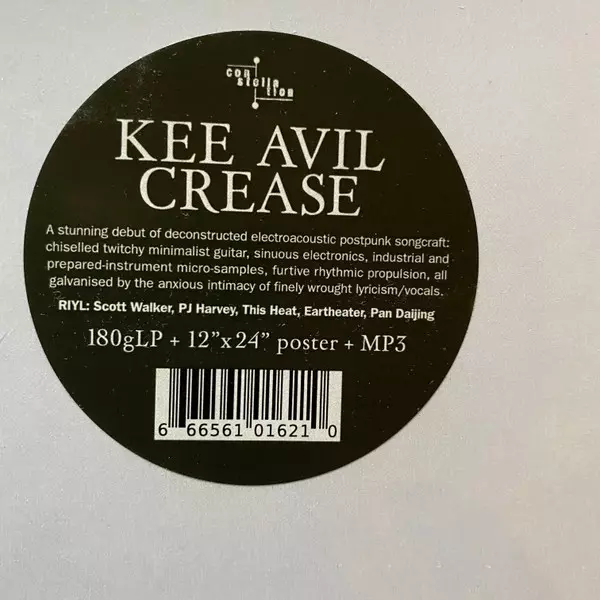 con
stella
tion
KEE AVIL
CREASE
A stunning debut of deconstructed electroacoustic postpunk songcraft:
chiselled twitchy minimalist guitar, sinuous electronics, industrial and
prepared-instrument micro-samples, furtive rhythmic propulsion, all
galvanised by the anxious intimacy of finely wrought lyricism/vocals.
RIYL: Scott Walker, PJ Harvey, This Heat, Eartheater, Pan Daijing
180gLP + 12”x24” poster + MP3
6 66561 01621 0